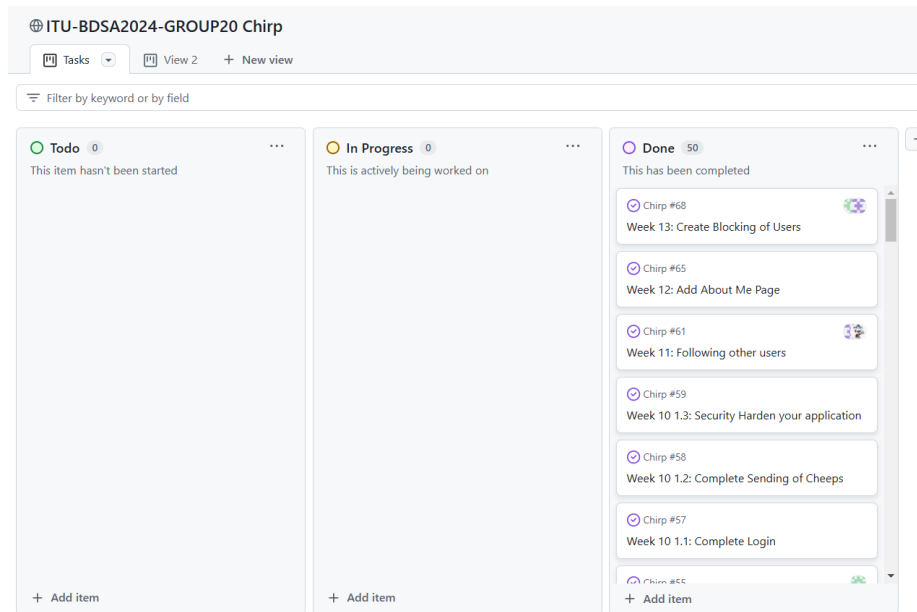 ITU-BDSA2024-GROUP20 Chirp
Tasks
View 2
+ New view
Filter by keyword or by field
Todo 0
This item hasn't been started
+ Add item
In Progress 0
This is actively being worked on
+ Add item
Done 50
This has been completed
Chirp #68
Week 13: Create Blocking of Users
Chirp #65
Week 12: Add About Me Page
Chirp #61
Week 11: Following other users
Chirp #59
Week 10 1.3: Security Harden your application
Chirp #58
Week 10 1.2: Complete Sending of Cheeps
Chirp #57
Week 10 1.1: Complete Login
Chirp #55
+ Add item